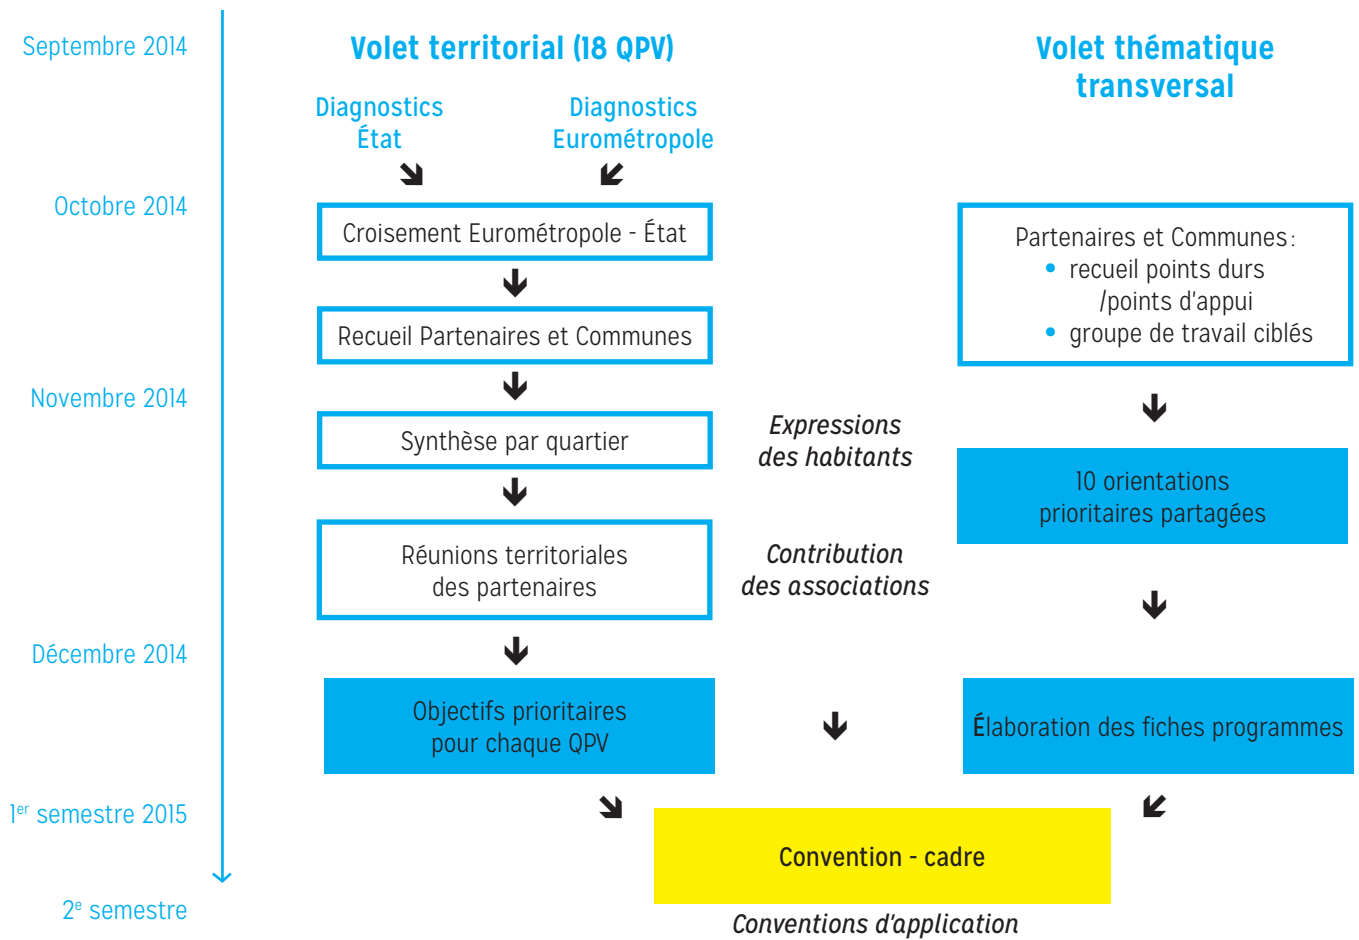 Septembre 2014
Volet territorial (18 QPV)
Volet thématique
transversal
Diagnostics
État
Diagnostics
Eurométropole
Octobre 2014
Croisement Eurométropole - État
Partenaires et Communes :
• recueil points durs
/points d'appui
• groupe de travail ciblés
Recueil Partenaires et Communes
Novembre 2014
Synthèse par quartier
Expressions
des habitants
10 orientations
prioritaires partagées
Réunions territoriales
des partenaires
Contribution
des associations
Décembre 2014
Objectifs prioritaires
pour chaque QPV
Élaboration des fiches programmes
1er semestre 2015
Convention - cadre
2e semestre
Conventions d'application